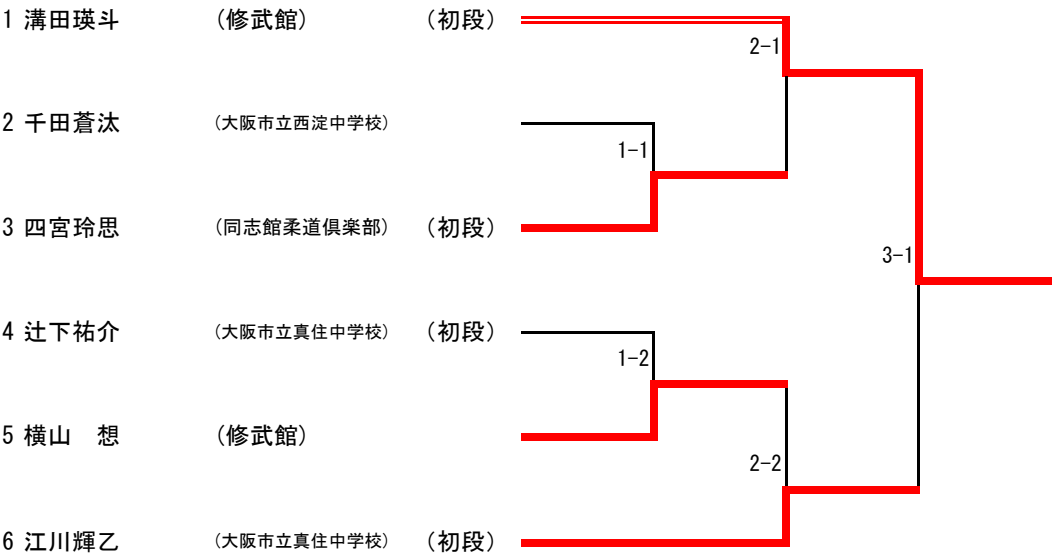 1 溝田瑛斗 (修武館) (初段)
2-1
2 千田蒼汰 (大阪市立西淀中学校)
1-1
3 四宮玲思 (同志館柔道倶楽部) (初段)
3-1
4 辻下祐介 (大阪市立真住中学校) (初段)
1-2
5 横山　想 (修武館)
2-2
6 江川輝乙 (大阪市立真住中学校) (初段)